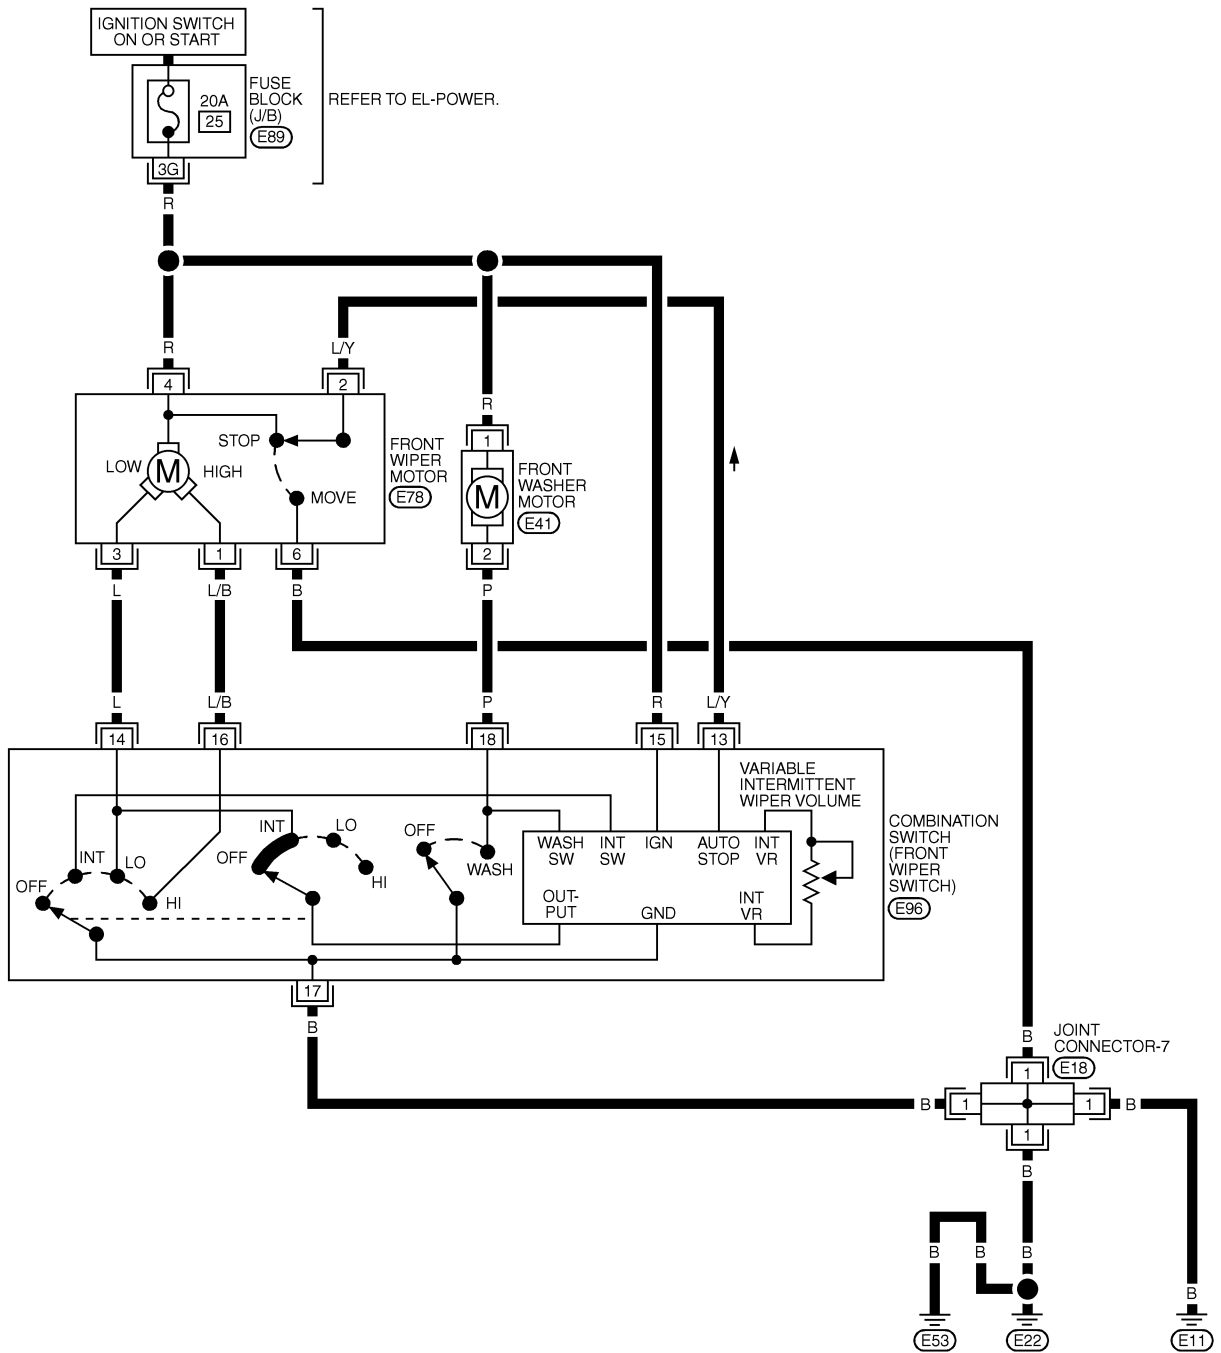 IGNITION SWITCH
ON OR START
20A
25
FUSE
BLOCK
(J/B)
E89
REFER TO EL-POWER.
3G
R
R
L/Y
4
2
R
STOP
LOW
M
HIGH
MOVE
FRONT
WIPER
MOTOR
E78
1
M
FRONT
WASHER
MOTOR
E41
3
1
6
2
L
L/B
B
P
L
L/B
P
R
L/Y
14
16
18
15
13
VARIABLE
INTERMITTENT
WIPER VOLUME
OFF
INT
LO
HI
OFF
INT
LO
HI
OFF
WASH
WASH
SW
INT
SW
IGN
AUTO
STOP
INT
VR
OUT-
PUT
GND
INT
VR
COMBINATION
SWITCH
(FRONT
WIPER
SWITCH)
E96
17
B
B
JOINT
CONNECTOR-7
E18
1
B
1
1
B
1
B
B
B
B
B
E53
E22
E11